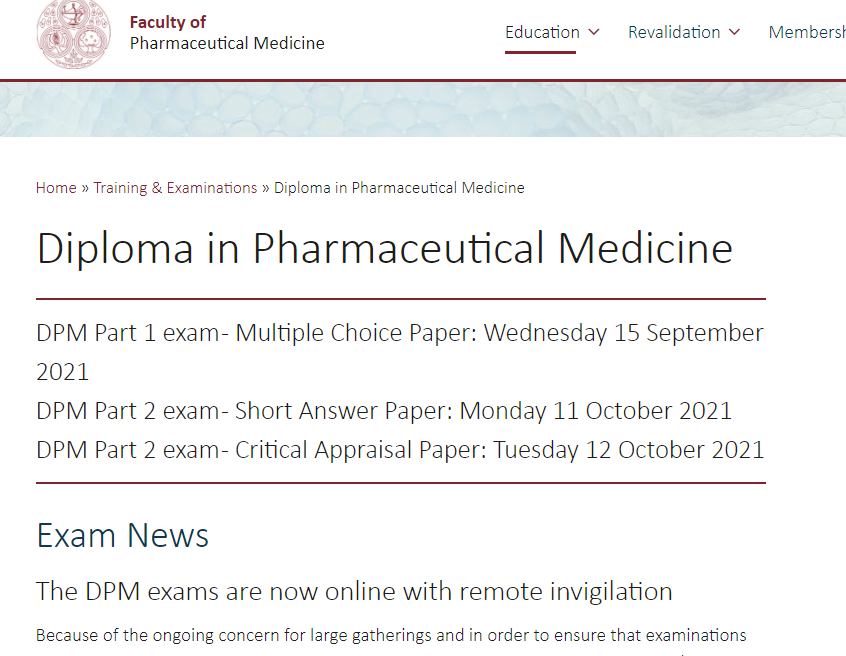 Faculty of
Pharmaceutical Medicine
Education
Revalidation
Membersh
Home » Training & Examinations » Diploma in Pharmaceutical Medicine
Diploma in Pharmaceutical Medicine
DPM Part 1 exam- Multiple Choice Paper: Wednesday 15 September
2021
DPM Part 2 exam- Short Answer Paper: Monday 11 October 2021
DPM Part 2 exam- Critical Appraisal Paper: Tuesday 12 October 2021
Exam News
The DPM exams are now online with remote invigilation
Because of the ongoing concern for large gatherings and in order to ensure that examinations